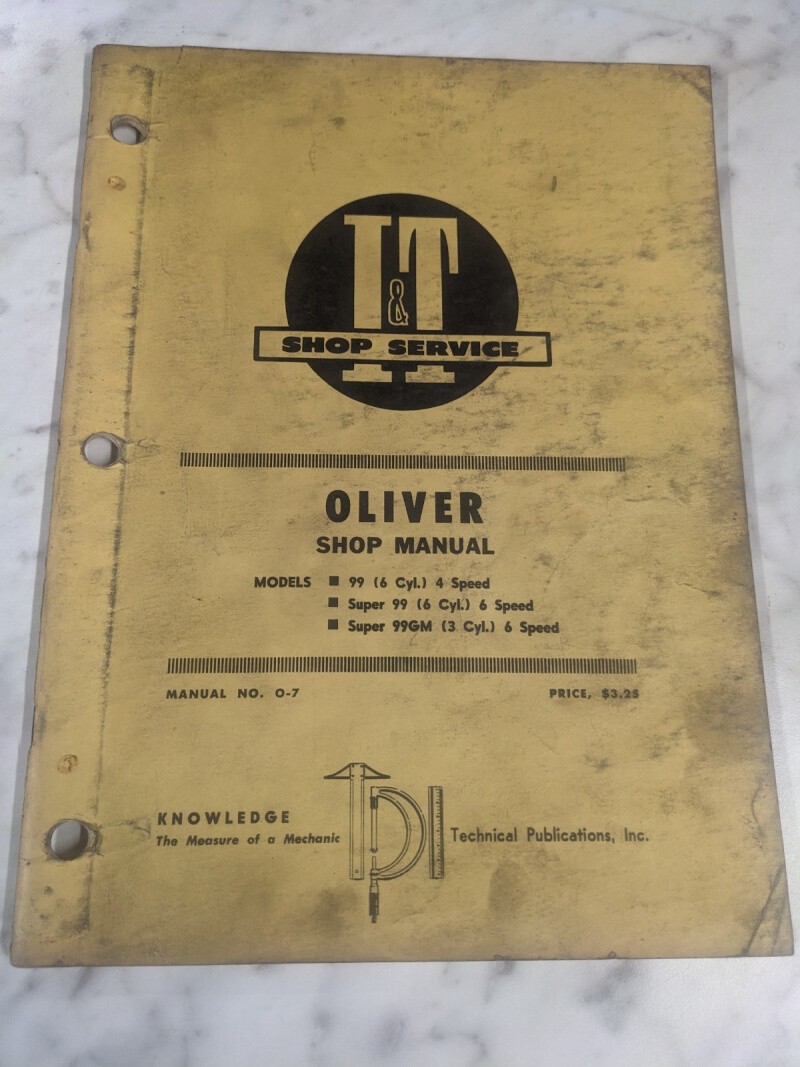 I&T
SHOP SERVICE
OLIVER
SHOP MANUAL
MODELS ■ 99 (6 Cyl.) 4 Speed
■ Super 99 (6 Cyl.) 6 Speed
■ Super 99GM (3 Cyl.) 6 Speed
MANUAL NO. O-7 PRICE, $3.25
KNOWLEDGE
The Measure of a Mechanic
TPI
Technical Publications, Inc.